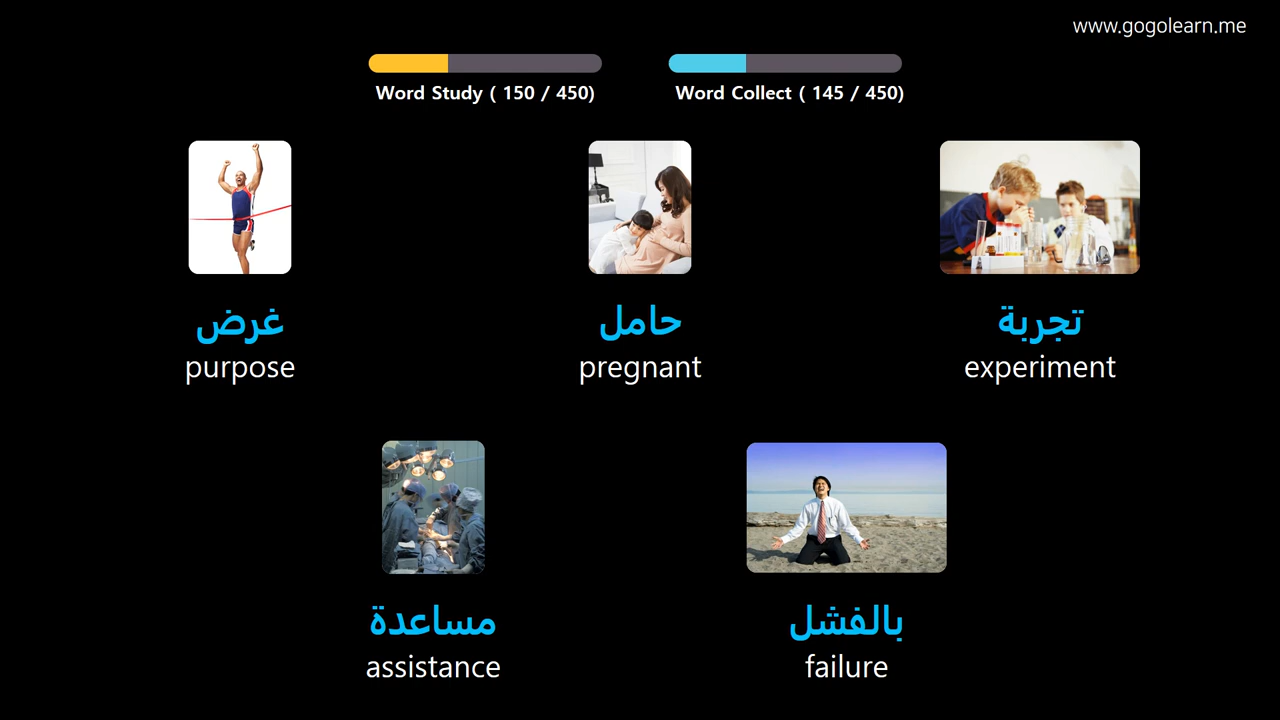 www.gogolearn.me
Word Study ( 150 / 450)
Word Collect ( 145 / 450)
غرض
purpose
حامل
pregnant
تجربة
experiment
مساعدة
assistance
بالفشل
failure